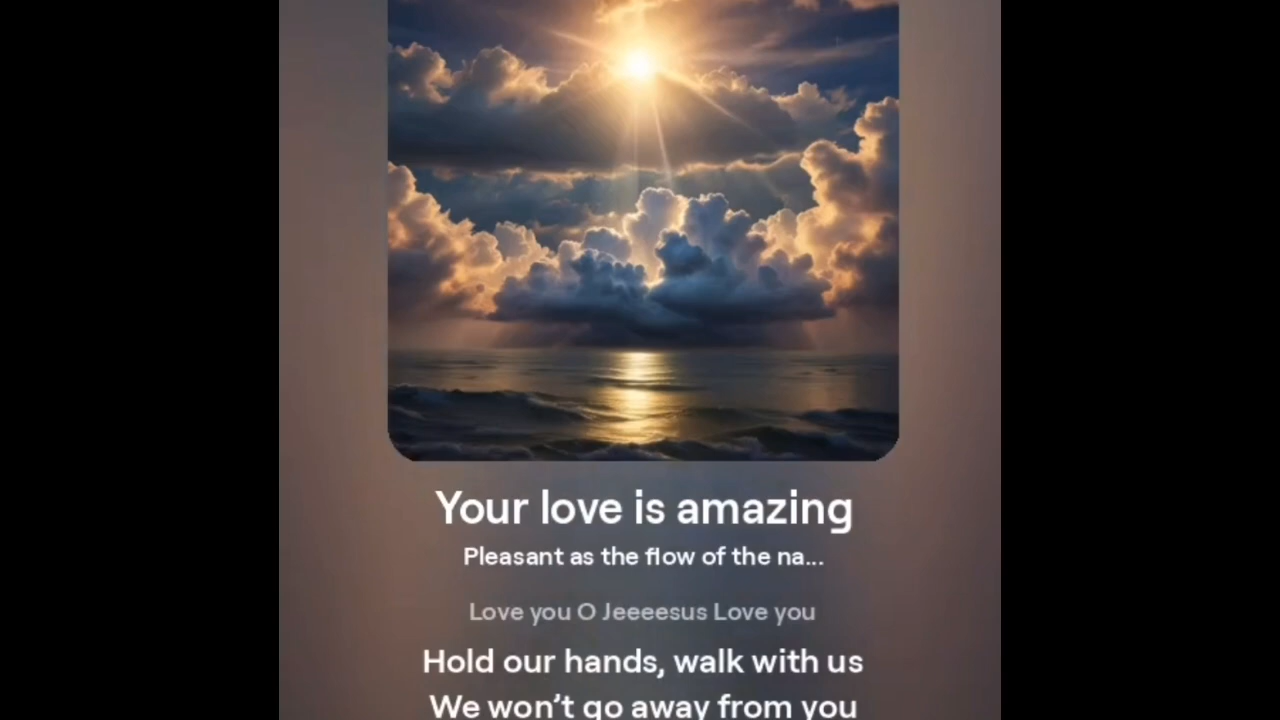 Your love is amazing
Pleasant as the flow of the na...
Love you O Jeeeesus Love you
Hold our hands, walk with us
We won't go away from you